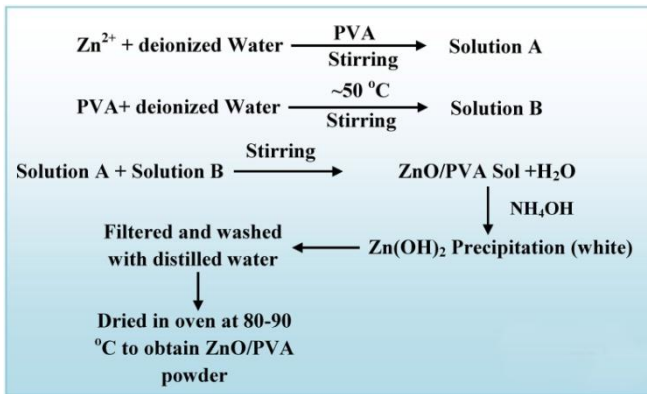 Zn²⁺ + deionized Water PVA Stirring Solution A
PVA+ deionized Water ~50 °C Stirring Solution B
Solution A + Solution B Stirring ZnO/PVA Sol +H₂O
NH₄OH
Filtered and washed
with distilled water
Zn(OH)₂ Precipitation (white)
Dried in oven at 80-90
°C to obtain ZnO/PVA
powder